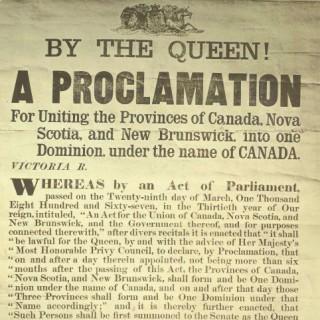 BY THE QUEEN!
A PROCLAMATION
For Uniting the Provinces of Canada, Nova
Scotia, and New Brunswick, into one
Dominion, under the name of CANADA.
VICTORIA R.
WHEREAS by an Act of Parliament,
passed on the Twenty-ninth day of March, One Thousand
Eight Hundred and Sixty-seven, in the Thirtieth year of Our
reign, intituled, "An Act for the Union of Canada, Nova Scotia, and
New Brunswick, and the Government thereof, and for purposes
connected therewith," after divers recitals it is enacted that "it shall
"be lawful for the Queen, by and with the advice of Her Majesty's
"Most Honorable Privy Council, to declare, by Proclamation, that
"on and after a day therein appointed, not being more than six
"months after the passing of this Act, the Provinces of Canada,
"Nova Scotia, and New Brunswick, shall form and be One Domi-
"nion under the name of Canada, and on and after that day those
"Three Provinces shall form and be One Dominion under that
"Name accordingly;" and it is thereby further enacted, that
"Such Persons shall be first summoned to the Senate as the Queen